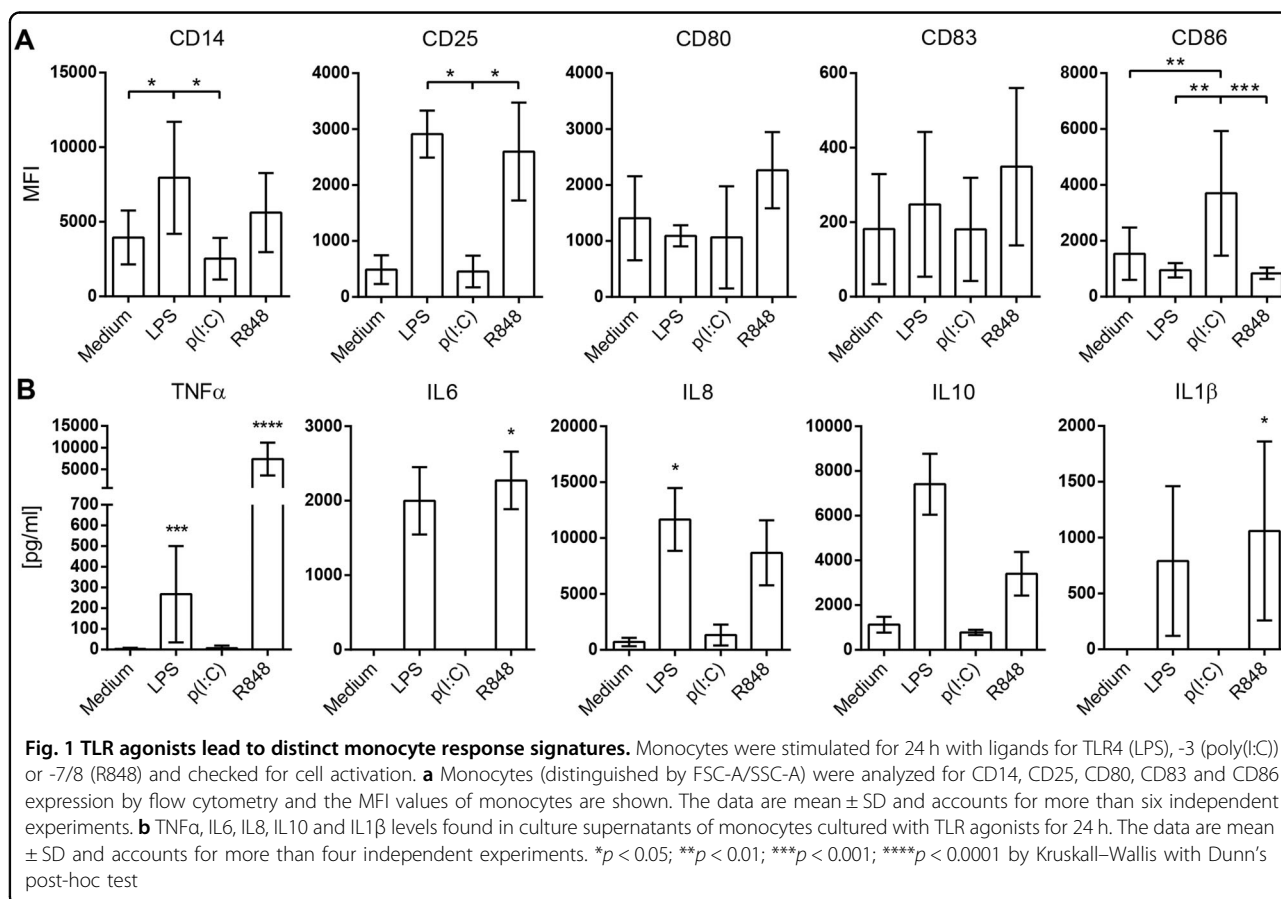 A
CD14 CD25 CD80 CD83 CD86
MFI
15000 10000 5000 0
* *
Medium LPS p(I:C) R848
4000 3000 2000 1000 0
* *
Medium LPS p(I:C) R848
4000 3000 2000 1000 0
Medium LPS p(I:C) R848
600 400 200 0
Medium LPS p(I:C) R848
8000 6000 4000 2000 0
** ** ***
Medium LPS p(I:C) R848
B
TNFα IL6 IL8 IL10 IL1β
[pg/ml]
15000 10000 5000 700 600 500 400 300 200 100 0
*** ****
Medium LPS p(I:C) R848
3000 2000 1000 0
*
Medium LPS p(I:C) R848
20000 15000 10000 5000 0
*
Medium LPS p(I:C) R848
10000 8000 6000 4000 2000 0
Medium LPS p(I:C) R848
2000 1500 1000 500 0
*
Medium LPS p(I:C) R848
Fig. 1 TLR agonists lead to distinct monocyte response signatures. Monocytes were stimulated for 24 h with ligands for TLR4 (LPS), -3 (poly(I:C))
or -7/8 (R848) and checked for cell activation. a Monocytes (distinguished by FSC-A/SSC-A) were analyzed for CD14, CD25, CD80, CD83 and CD86
expression by flow cytometry and the MFI values of monocytes are shown. The data are mean ± SD and accounts for more than six independent
experiments. b TNFα, IL6, IL8, IL10 and IL1β levels found in culture supernatants of monocytes cultured with TLR agonists for 24 h. The data are mean
± SD and accounts for more than four independent experiments. *p < 0.05; **p < 0.01; ***p < 0.001; ****p < 0.0001 by Kruskall–Wallis with Dunn’s
post-hoc test